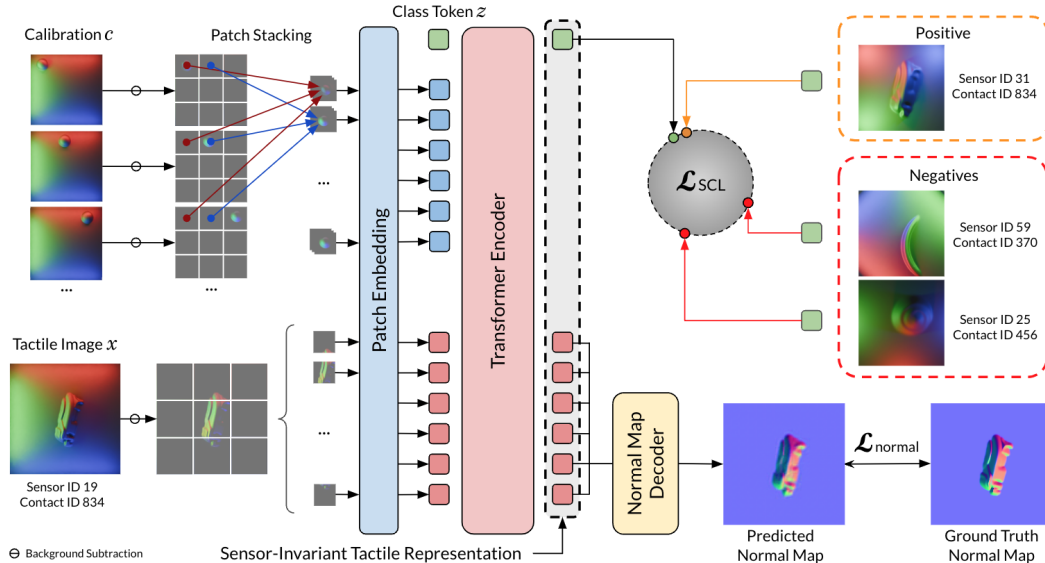 Class Token z
Calibration c
Patch Stacking
...
...
...
Patch Embedding
Transformer Encoder
ℒ SCL
Positive
Sensor ID 31
Contact ID 834
Negatives
Sensor ID 59
Contact ID 370
Sensor ID 25
Contact ID 456
Tactile Image x
...
Sensor ID 19
Contact ID 834
Normal Map
Decoder
ℒ normal
Predicted
Normal Map
Ground Truth
Normal Map
⊖ Background Subtraction
Sensor-Invariant Tactile Representation